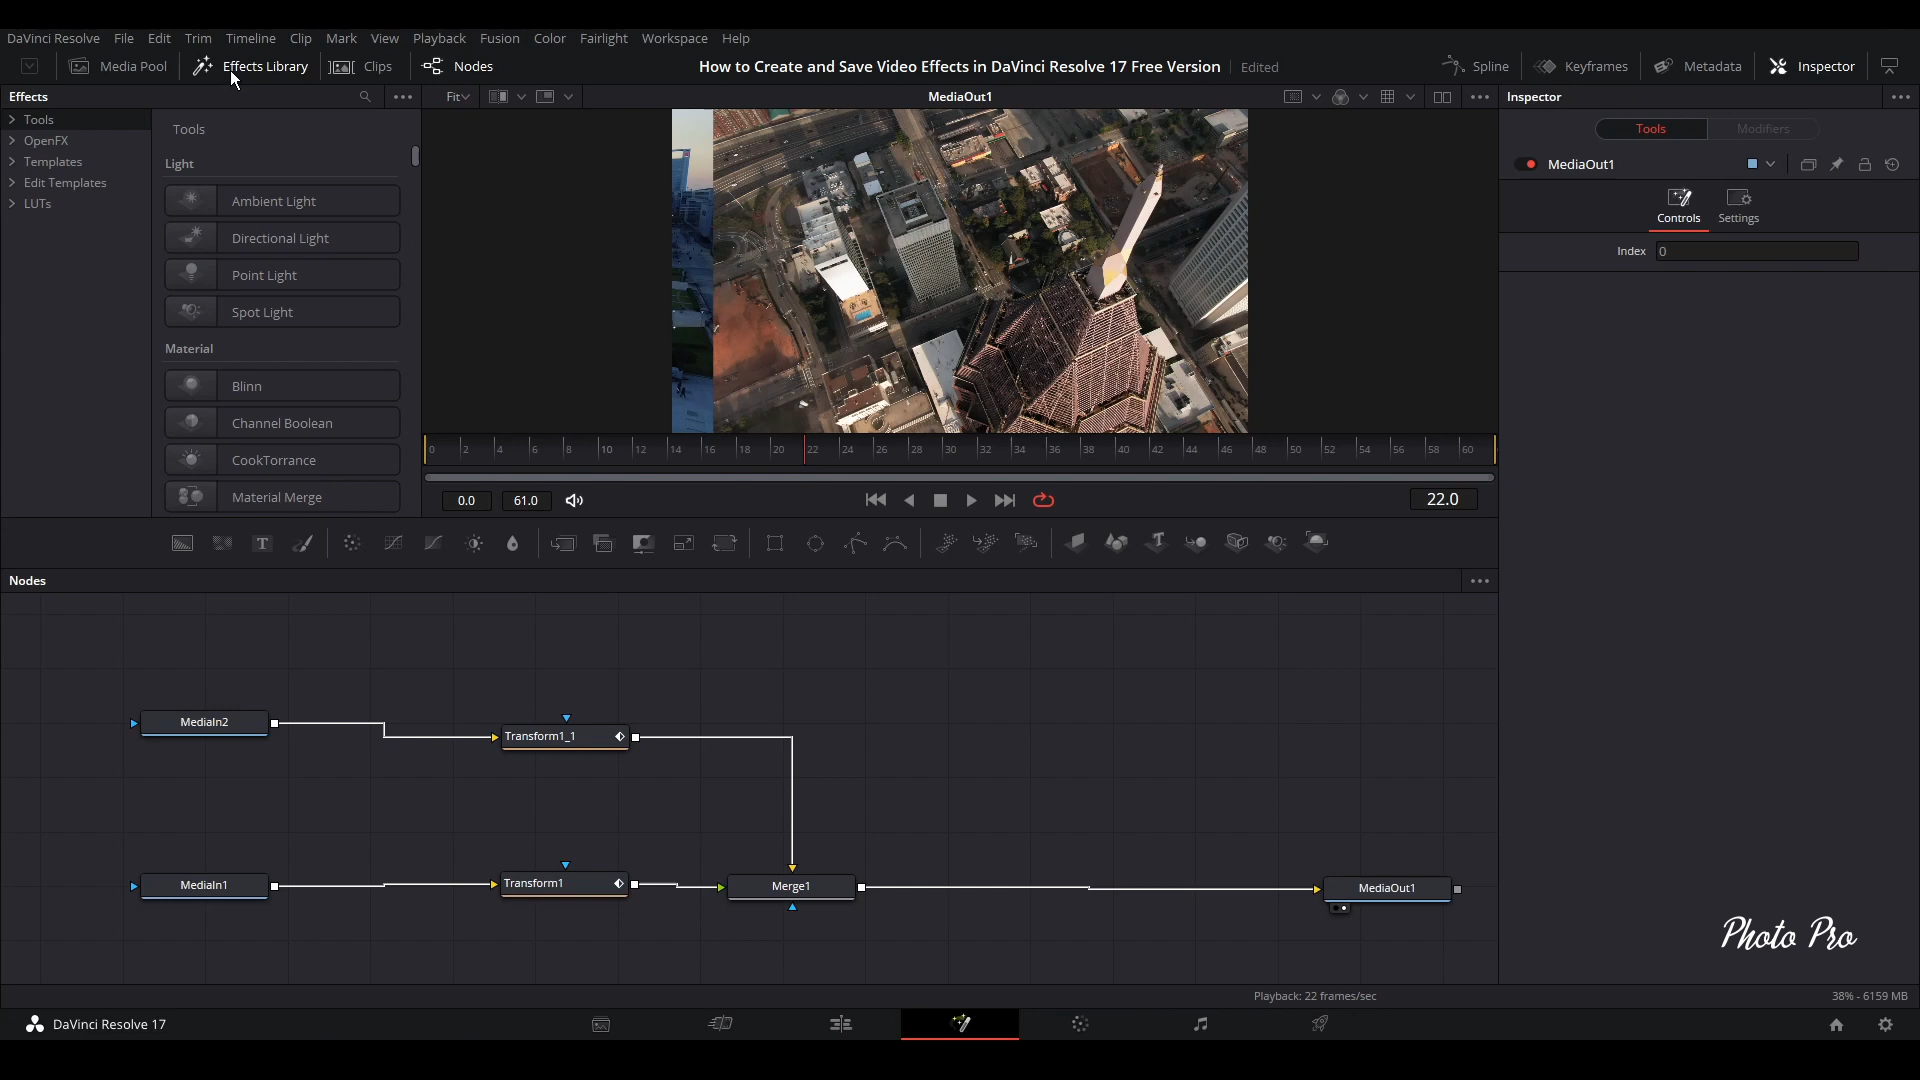 DaVinci Resolve File Edit Trim Timeline Clip Mark View Playback Fusion Color Fairlight Workspace Help
Media Pool Effects Library Clips Nodes How to Create and Save Video Effects in DaVinci Resolve 17 Free Version Edited Spline Keyframes Metadata Inspector
Effects Fit MediaOut1 Inspector
Tools
OpenFX
Templates
Edit Templates
LUTs
Tools
Light
Ambient Light
Directional Light
Point Light
Spot Light
Material
Blinn
Channel Boolean
CookTorrance
Material Merge
0 2 4 6 8 10 12 14 16 18 20 22 24 26 28 30 32 34 36 38 40 42 44 46 48 50 52 54 56 58 60
0.0 61.0 22.0
Tools Modifiers
MediaOut1
Controls Settings
Index 0
T
Nodes
MediaIn2 Transform1_1
MediaIn1 Transform1 Merge1 MediaOut1
Photo Pro
Playback: 22 frames/sec 38% - 6159 MB
DaVinci Resolve 17